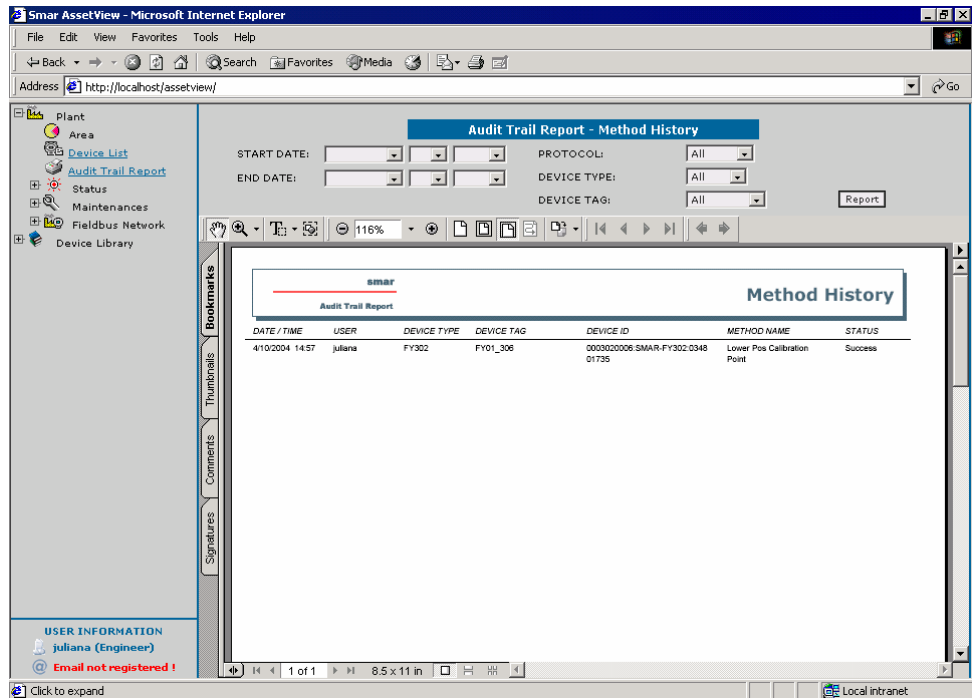 Smar AssetView - Microsoft Internet Explorer
File Edit View Favorites Tools Help
Back Search Favorites Media
Address http://localhost/assetview/ Go
Plant
Area
Device List
Audit Trail Report
Status
Maintenances
Fieldbus Network
Device Library
Audit Trail Report - Method History
START DATE: PROTOCOL: All
END DATE: DEVICE TYPE: All
DEVICE TAG: All Report
116%
Bookmarks
Thumbnails
Comments
Signatures
smar
Audit Trail Report
Method History
DATE / TIME USER DEVICE TYPE DEVICE TAG DEVICE ID METHOD NAME STATUS
4/10/2004 14:57 juliana FY302 FY01_306 0003020006:SMAR-FY302:0348 Lower Pos Calibration Success
01735 Point
USER INFORMATION
juliana (Engineer)
@ Email not registered !
1 of 1 8.5 x 11 in
Click to expand Local intranet